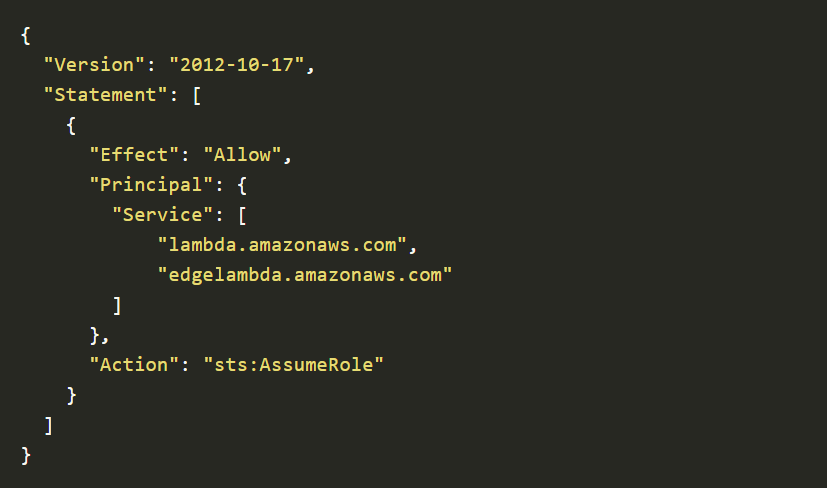 {
  "Version": "2012-10-17",
  "Statement": [
    {
      "Effect": "Allow",
      "Principal": {
        "Service": [
            "lambda.amazonaws.com",
            "edgelambda.amazonaws.com"
        ]
      },
      "Action": "sts:AssumeRole"
    }
  ]
}